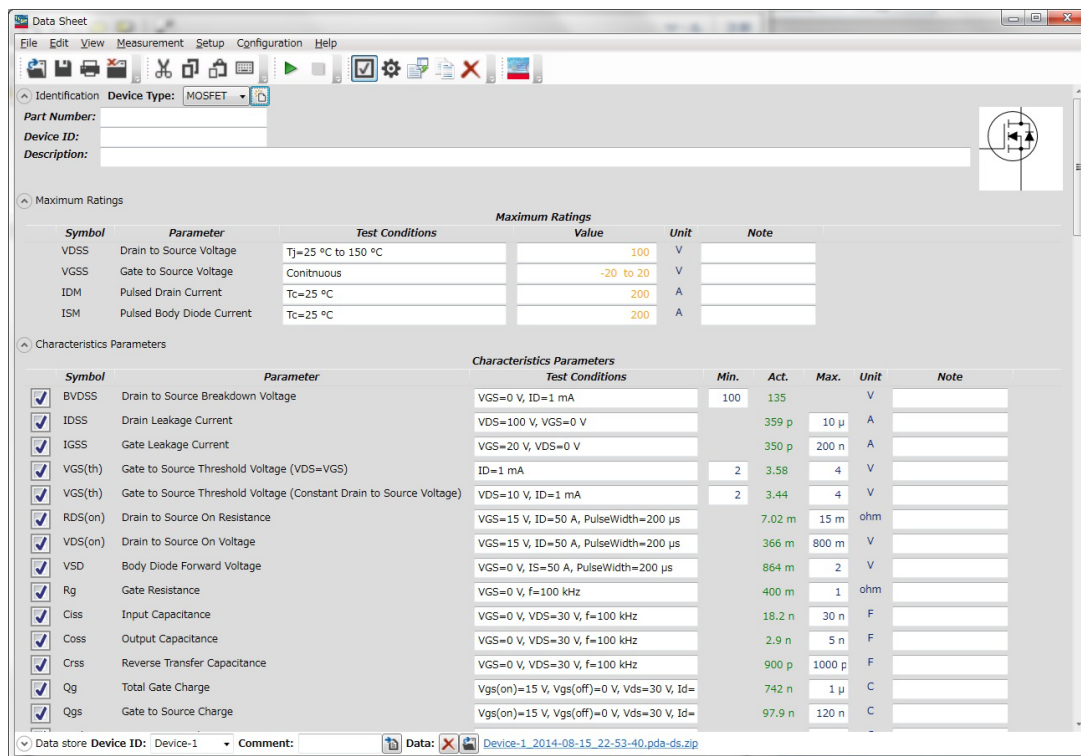 Data Sheet
File Edit View Measurement Setup Configuration Help
Identification Device Type: MOSFET
Part Number:
Device ID:
Description:
Maximum Ratings
Maximum Ratings
Symbol Parameter Test Conditions Value Unit Note
VDSS Drain to Source Voltage Tj=25 ºC to 150 ºC 100 V
VGSS Gate to Source Voltage Conitnuous -20 to 20 V
IDM Pulsed Drain Current Tc=25 ºC 200 A
ISM Pulsed Body Diode Current Tc=25 ºC 200 A
Characteristics Parameters
Characteristics Parameters
Symbol Parameter Test Conditions Min. Act. Max. Unit Note
BVDSS Drain to Source Breakdown Voltage VGS=0 V, ID=1 mA 100 135 V
IDSS Drain Leakage Current VDS=100 V, VGS=0 V 359 p 10 µ A
IGSS Gate Leakage Current VGS=20 V, VDS=0 V 350 p 200 n A
VGS(th) Gate to Source Threshold Voltage (VDS=VGS) ID=1 mA 2 3.58 4 V
VGS(th) Gate to Source Threshold Voltage (Constant Drain to Source Voltage) VDS=10 V, ID=1 mA 2 3.44 4 V
RDS(on) Drain to Source On Resistance VGS=15 V, ID=50 A, PulseWidth=200 µs 7.02 m 15 m ohm
VDS(on) Drain to Source On Voltage VGS=15 V, ID=50 A, PulseWidth=200 µs 366 m 800 m V
VSD Body Diode Forward Voltage VGS=0 V, IS=50 A, PulseWidth=200 µs 864 m 2 V
Rg Gate Resistance VGS=0 V, f=100 kHz 400 m 1 ohm
Ciss Input Capacitance VGS=0 V, VDS=30 V, f=100 kHz 18.2 n 30 n F
Coss Output Capacitance VGS=0 V, VDS=30 V, f=100 kHz 2.9 n 5 n F
Crss Reverse Transfer Capacitance VGS=0 V, VDS=30 V, f=100 kHz 900 p 1000 p F
Qg Total Gate Charge Vgs(on)=15 V, Vgs(off)=0 V, Vds=30 V, Id= 742 n 1 µ C
Qgs Gate to Source Charge Vgs(on)=15 V, Vgs(off)=0 V, Vds=30 V, Id= 97.9 n 120 n C
Data store Device ID: Device-1 Comment: Data: Device-1_2014-08-15_22-53-40.pda-ds.zip